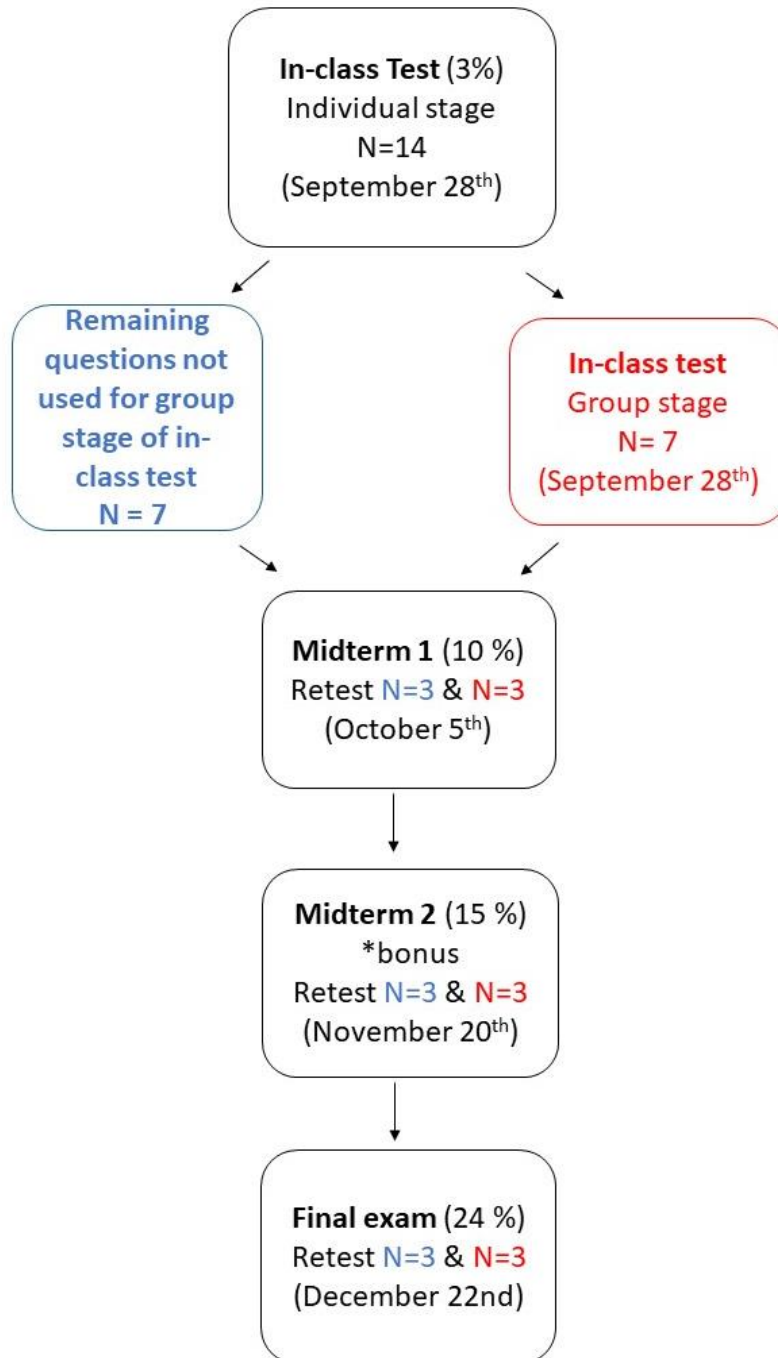 In-class Test (3%)
Individual stage
N=14
(September 28th)
Remaining
questions not
used for group
stage of in-
class test
N = 7
In-class test
Group stage
N= 7
(September 28th)
Midterm 1 (10 %)
Retest N=3 & N=3
(October 5th)
Midterm 2 (15 %)
*bonus
Retest N=3 & N=3
(November 20th)
Final exam (24 %)
Retest N=3 & N=3
(December 22nd)